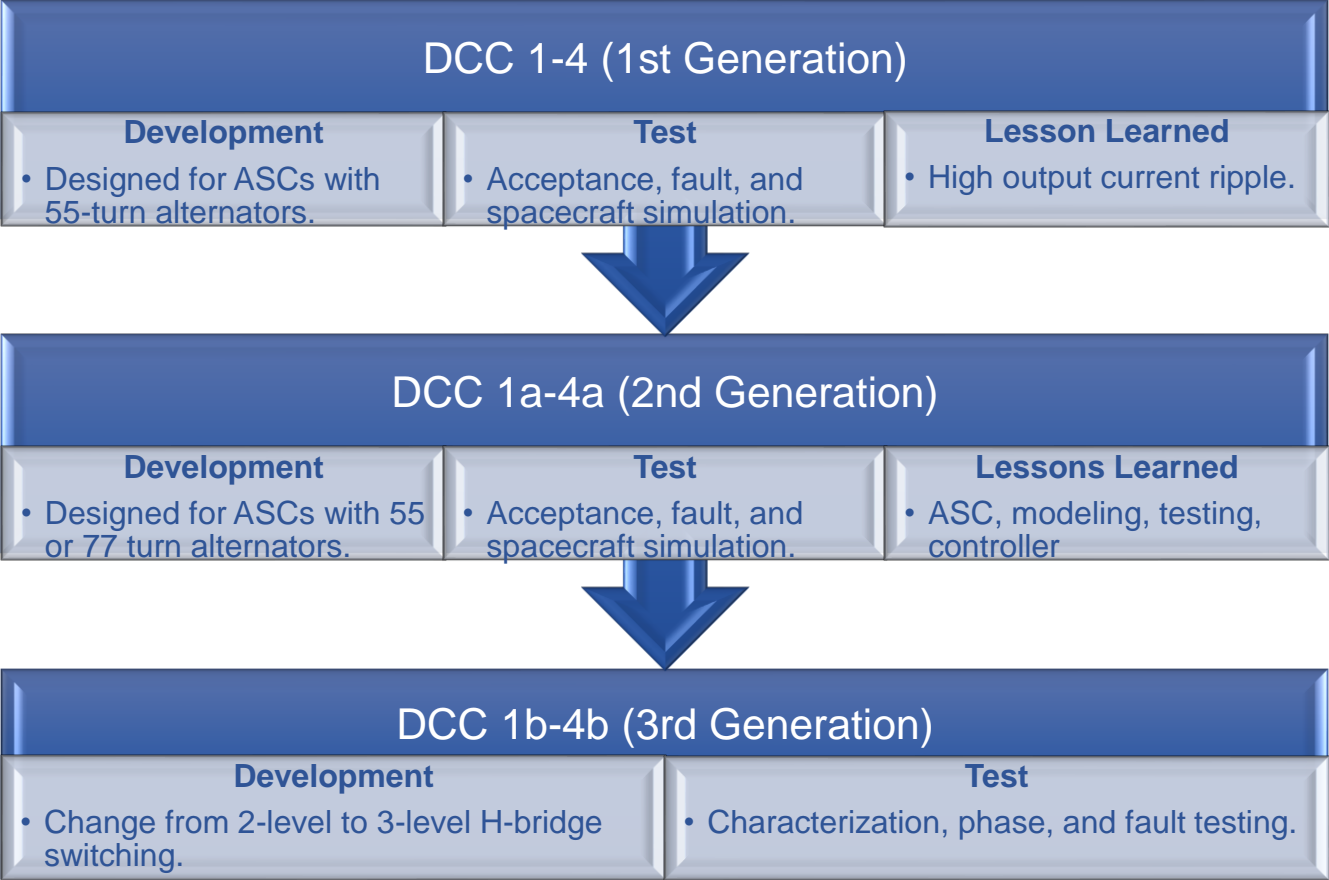 DCC 1-4 (1st Generation)
Development
• Designed for ASCs with
55-turn alternators.
Test
• Acceptance, fault, and
spacecraft simulation.
Lesson Learned
• High output current ripple.
DCC 1a-4a (2nd Generation)
Development
• Designed for ASCs with 55
or 77 turn alternators.
Test
• Acceptance, fault, and
spacecraft simulation.
Lessons Learned
• ASC, modeling, testing,
controller
DCC 1b-4b (3rd Generation)
Development
• Change from 2-level to 3-level H-bridge
switching.
Test
• Characterization, phase, and fault testing.